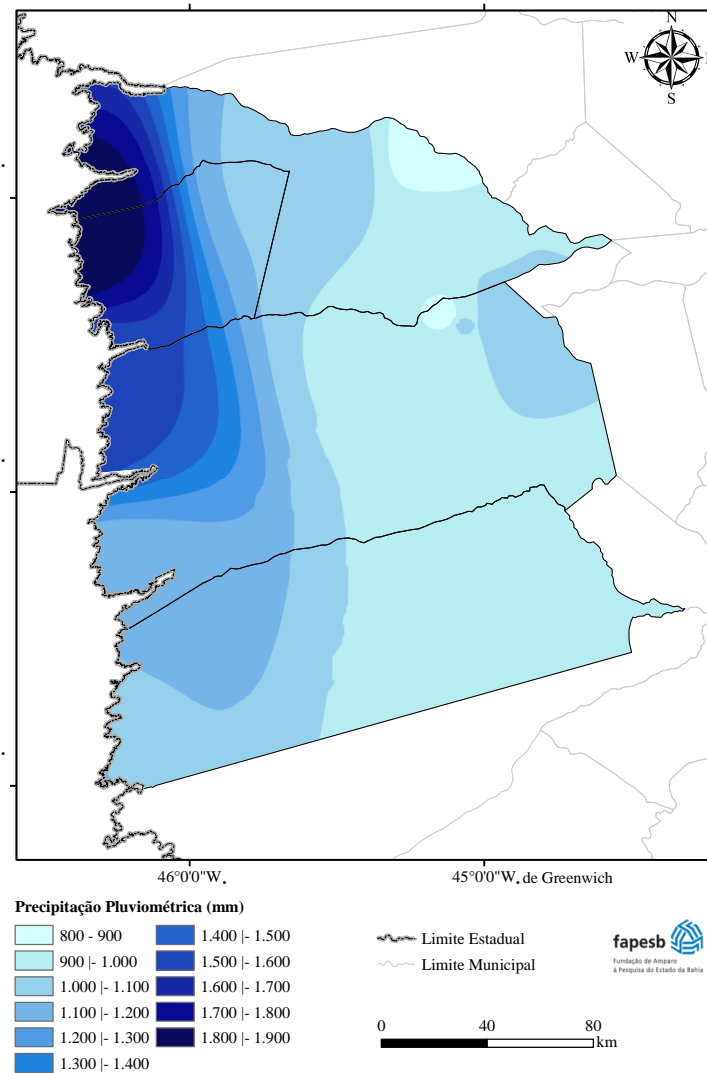 N
W
S
46°0'0"W. 45°0'0"W. de Greenwich
Precipitação Pluviométrica (mm)
800 - 900
900 |- 1.000
1.000 |- 1.100
1.100 |- 1.200
1.200 |- 1.300
1.300 |- 1.400
1.400 |- 1.500
1.500 |- 1.600
1.600 |- 1.700
1.700 |- 1.800
1.800 |- 1.900
Limite Estadual
Limite Municipal
fapesb
Fundação de Amparo
à Pesquisa do Estado da Bahia
0 40 80
km